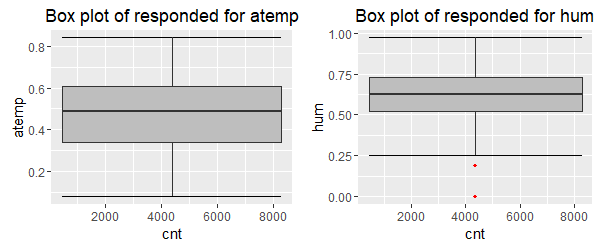 Box plot of responded for atemp
0.8
0.6
0.4
0.2
atemp
2000 4000 6000 8000
cnt
Box plot of responded for hum
1.00
0.75
0.50
0.25
0.00
hum
2000 4000 6000 8000
cnt